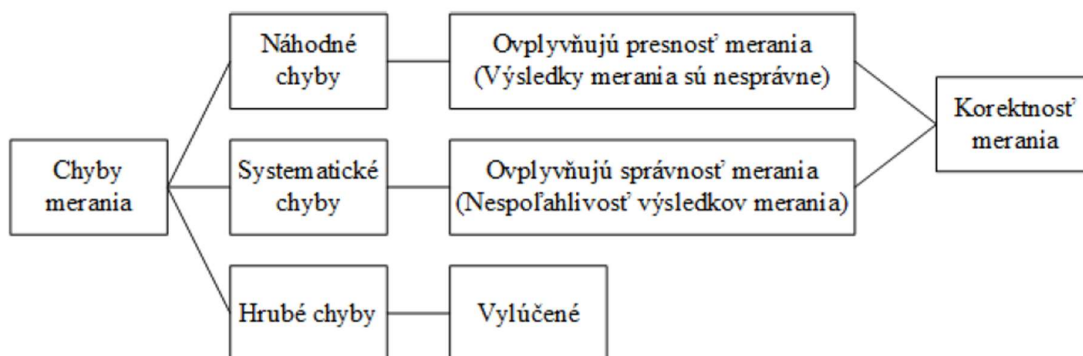 Náhodné
chyby
Ovplyvňujú presnosť merania
(Výsledky merania sú nesprávne)
Korektnosť
merania
Chyby
merania
Systematické
chyby
Ovplyvňujú správnosť merania
(Nespoľahlivosť výsledkov merania)
Hrubé chyby
Vylúčené